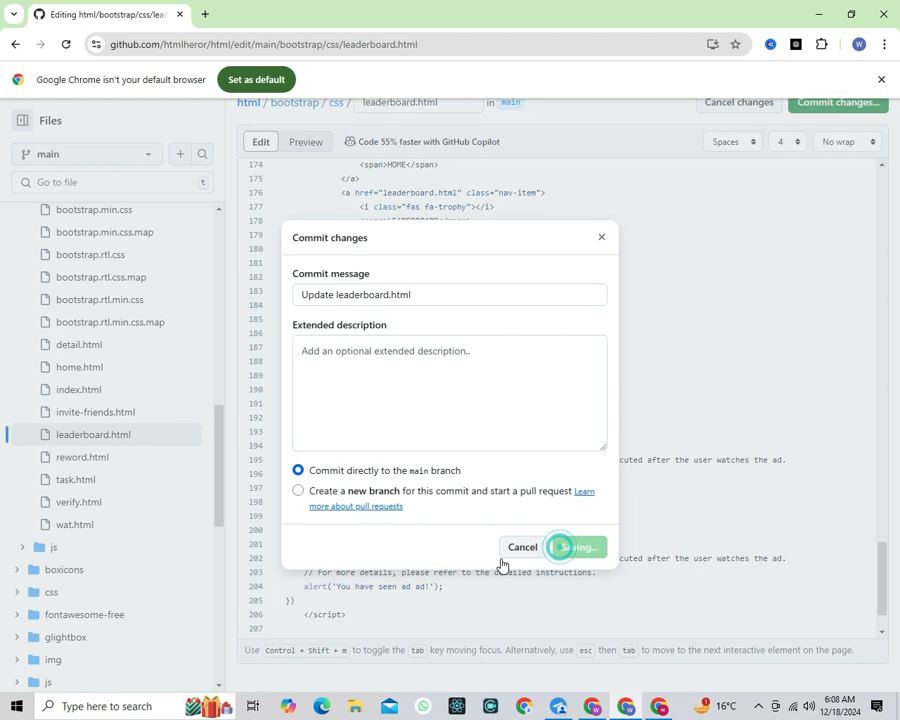 Editing html/bootstrap/css/lea
github.com/htmlheror/html/edit/main/bootstrap/css/leaderboard.html
W
Google Chrome isn't your default browser
Set as default
html / bootstrap / css / leaderboard.html in main
Cancel changes
Commit changes...
Files
main
Go to file
t
Edit
Preview
Code 55% faster with GitHub Copilot
Spaces
4
No wrap
bootstrap.min.css
bootstrap.min.css.map
bootstrap.rtl.css
bootstrap.rtl.css.map
bootstrap.rtl.min.css
bootstrap.rtl.min.css.map
detail.html
home.html
index.html
invite-friends.html
leaderboard.html
reword.html
task.html
verify.html
wat.html
js
boxicons
css
fontawesome-free
glightbox
img
js
174 <span>HOME</span>
175 </a>
176 <a href="leaderboard.html" class="nav-item">
177 <i class="fas fa-trophy"></i>
178
179
180
181
182
183
184
185
186
187
188
189
190
191
192
193
194
195 cuted after the user watches the ad.
196
197
198
199
200
201
202 cuted after the user watches the ad.
203 // For more details, please refer to the detailed instructions.
204 alert('You have seen ad ad!');
205 })
206 </script>
207
Commit changes
Commit message
Update leaderboard.html
Extended description
Add an optional extended description..
Commit directly to the main branch
Create a new branch for this commit and start a pull request Learn
more about pull requests
Cancel
Saving...
Use Control + Shift + m to toggle the tab key moving focus. Alternatively, use esc then tab to move to the next interactive element on the page.
Type here to search
16°C
6:08 AM
12/18/2024